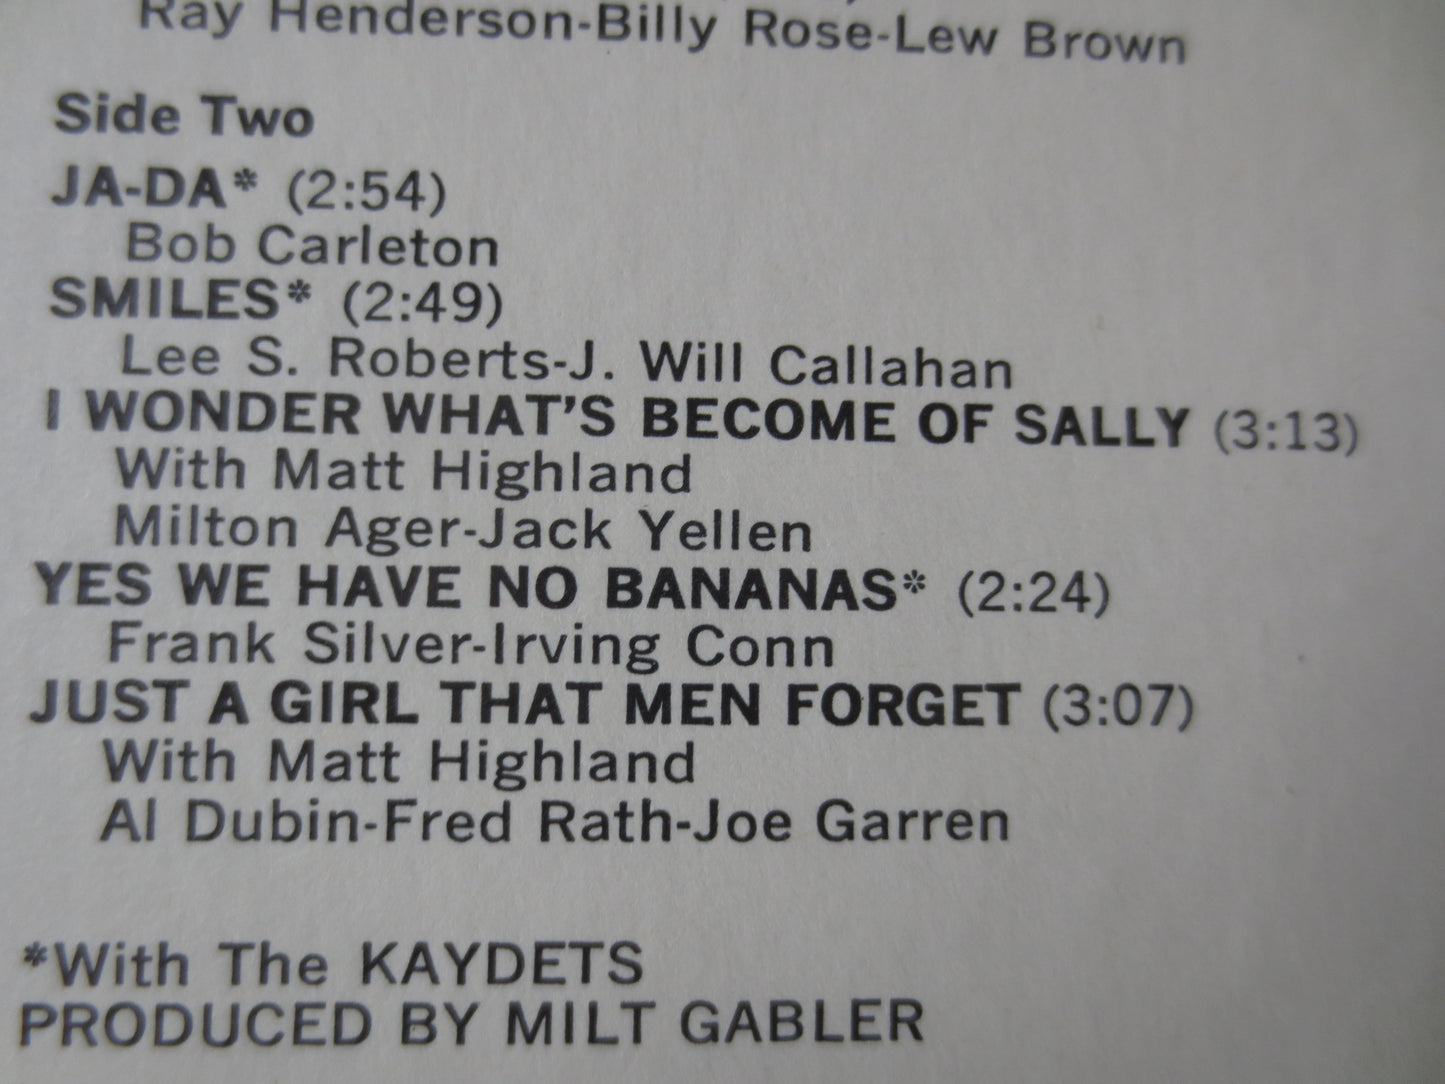 Ray Henderson-Billy Rose-Lew Brown
Side Two
JA-DA* (2:54)
Bob Carleton
SMILES* (2:49)
Lee S. Roberts-J. Will Callahan
I WONDER WHAT'S BECOME OF SALLY (3:13)
With Matt Highland
Milton Ager-Jack Yellen
YES WE HAVE NO BANANAS* (2:24)
Frank Silver-Irving Conn
JUST A GIRL THAT MEN FORGET (3:07)
With Matt Highland
Al Dubin-Fred Rath-Joe Garren
*With The KAYDETS
PRODUCED BY MILT GABLER